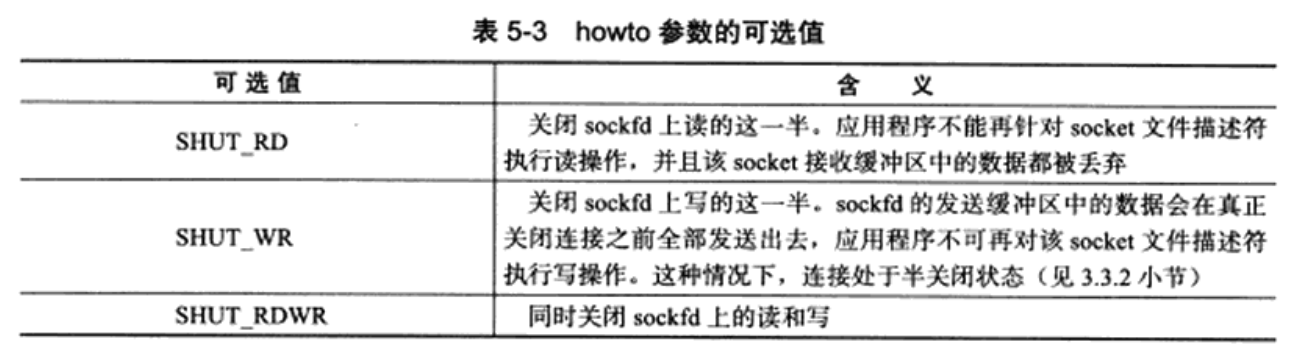 表 5-3 howto 参数的可选值
可 选 值
含 义
SHUT_RD
关闭 sockfd 上读的这一半。应用程序不能再针对 socket 文件描述符
执行读操作，并且该 socket 接收缓冲区中的数据都被丢弃
SHUT_WR
关闭 sockfd 上写的这一半。sockfd 的发送缓冲区中的数据会在真正
关闭连接之前全部发送出去，应用程序不可再对该 socket 文件描述符
执行写操作。这种情况下，连接处于半关闭状态（见 3.3.2 小节）
SHUT_RDWR
同时关闭 sockfd 上的读和写